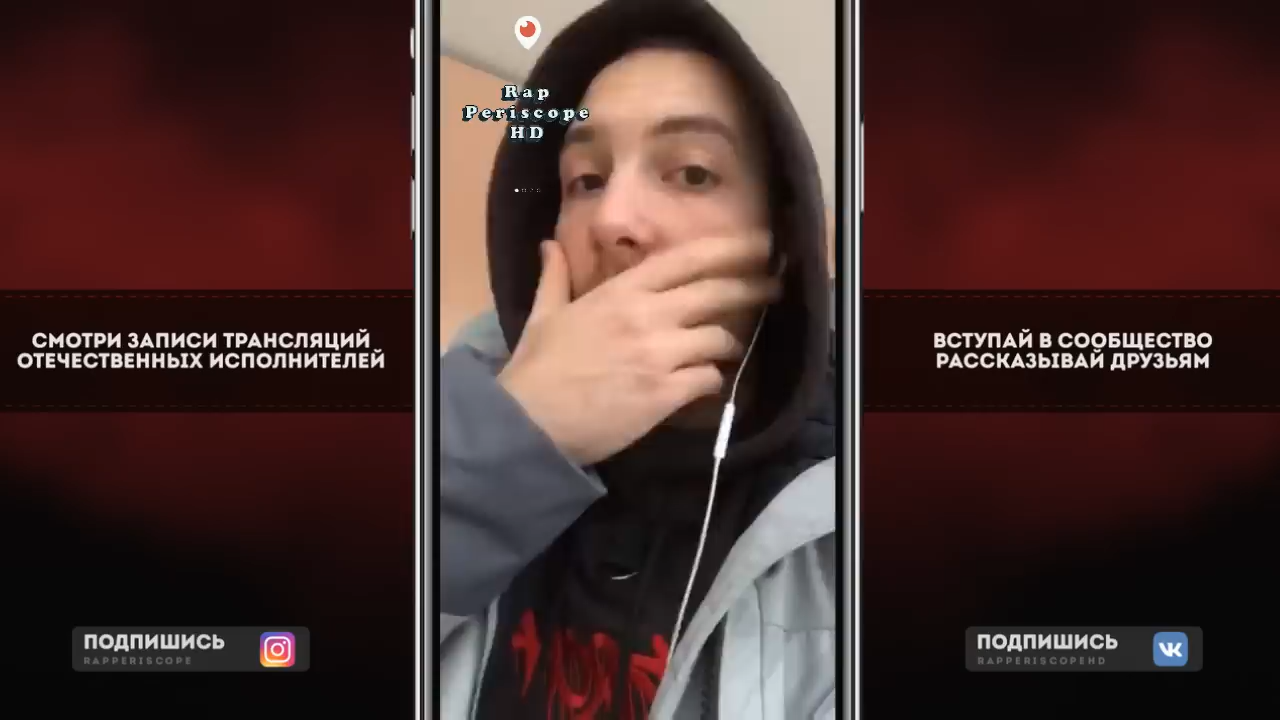 Rap
Periscope
HD
СМОТРИ ЗАПИСИ ТРАНСЛЯЦИЙ
ОТЕЧЕСТВЕННЫХ ИСПОЛНИТЕЛЕЙ
ВСТУПАЙ В СООБЩЕСТВО
РАССКАЗЫВАЙ ДРУЗЬЯМ
ПОДПИШИСЬ
RAPPERISCOPE
ПОДПИШИСЬ
RAPPERISCOPEHD